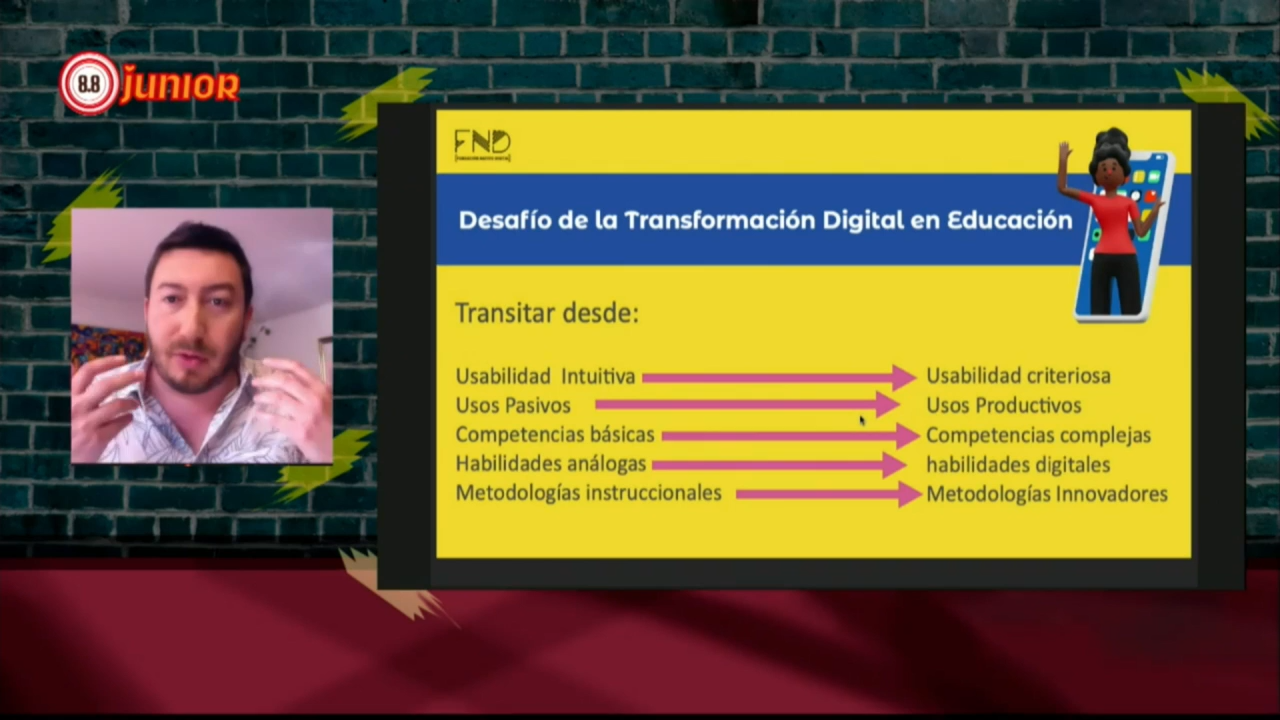 8.8 JUNIOR
FND
Desafío de la Transformación Digital en Educación
Transitar desde:
Usabilidad Intuitiva Usabilidad criteriosa
Usos Pasivos Usos Productivos
Competencias básicas Competencias complejas
Habilidades análogas habilidades digitales
Metodologías instruccionales Metodologías Innovadores